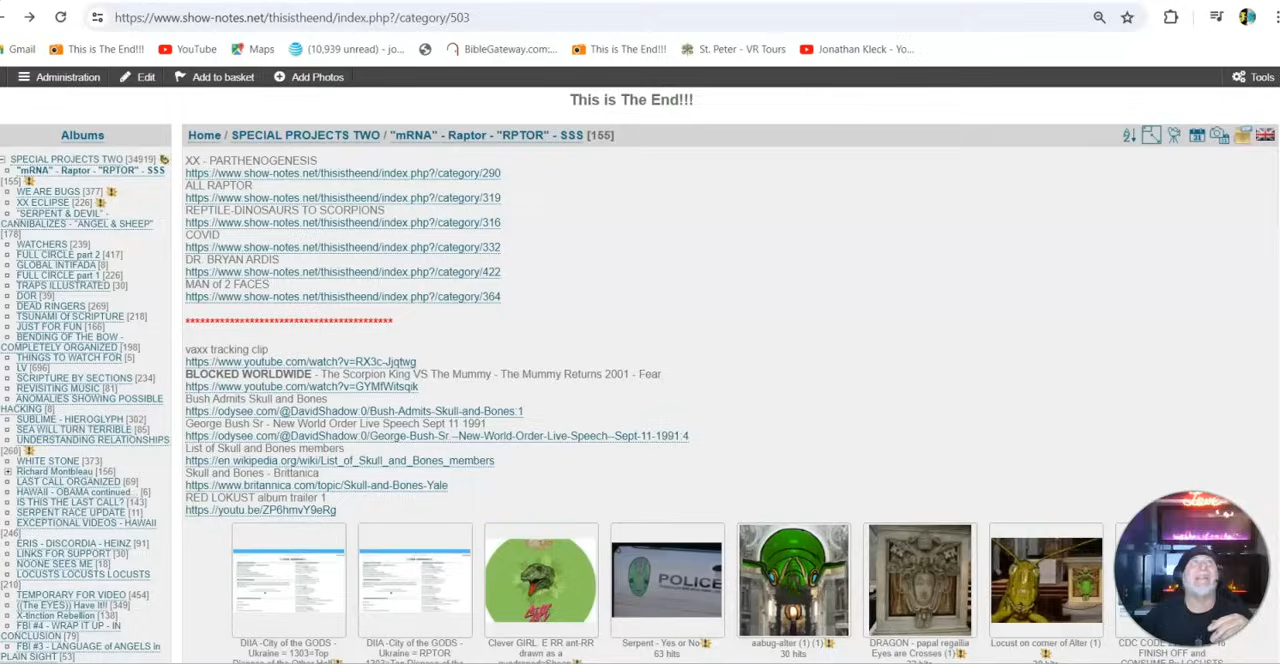 https://www.show-notes.net/thisistheend/index.php?/category/503
Gmail
This is The End!!!
YouTube
Maps
(10,939 unread) - jo...
BibleGateway.com:...
This is The End!!!
St. Peter - VR Tours
Jonathan Kleck - Yo...
Administration
Edit
Add to basket
Add Photos
Tools
This is The End!!!
Albums
SPECIAL PROJECTS TWO [34919]
"mRNA" - Raptor - "RPTOR" - SSS
[155]
WE ARE BUGS [377]
XX ECLIPSE [226]
"SERPENT & DEVIL" -
CANNIBALIZES - "ANGEL & SHEEP"
[178]
WATCHERS [239]
FULL CIRCLE part 2 [417]
GLOBAL INTIFADA [8]
FULL CIRCLE part 1 [226]
TRAPS ILLUSTRATED [30]
DOR [39]
DEAD RINGERS [269]
TSUNAMI Of SCRIPTURE [218]
JUST FOR FUN [166]
BENDING OF THE BOW -
COMPLETELY ORGANIZED [198]
THINGS TO WATCH FOR [5]
LV [696]
SCRIPTURE BY SECTIONS [234]
REVISITING MUSIC [81]
ANOMALIES SHOWING POSSIBLE
HACKING [8]
SUBLIME - HIEROGLYPH [302]
SEA WILL TURN TERRIBLE [85]
UNDERSTANDING RELATIONSHIPS
[260]
WHITE STONE [373]
Richard Montbleau [156]
LAST CALL ORGANIZED [69]
HAWAII - OBAMA continued... [6]
IS THIS THE LAST CALL? [143]
SERPENT RACE UPDATE [11]
EXCEPTIONAL VIDEOS - HAWAII
[246]
ERIS - DISCORDIA - HEINZ [91]
LINKS FOR SUPPORT [30]
NOONE SEES ME [18]
LOCUSTS LOCUSTS LOCUSTS
[210]
TEMPORARY FOR VIDEO [454]
((The EYES)) Have It!! [349]
X-tinction Rebellion [138]
FBI #4 - WRAP IT UP - IN
CONCLUSION [79]
FBI #3 - LANGUAGE of ANGELS in
PLAIN SIGHT [53]
Home / SPECIAL PROJECTS TWO / "mRNA" - Raptor - "RPTOR" - SSS [155]
XX - PARTHENOGENESIS
https://www.show-notes.net/thisistheend/index.php?/category/290
ALL RAPTOR
https://www.show-notes.net/thisistheend/index.php?/category/319
REPTILE-DINOSAURS TO SCORPIONS
https://www.show-notes.net/thisistheend/index.php?/category/316
COVID
https://www.show-notes.net/thisistheend/index.php?/category/332
DR. BRYAN ARDIS
https://www.show-notes.net/thisistheend/index.php?/category/422
MAN of 2 FACES
https://www.show-notes.net/thisistheend/index.php?/category/364
******************************************
vaxx tracking clip
https://www.youtube.com/watch?v=RX3c-Jjqtwg
BLOCKED WORLDWIDE - The Scorpion King VS The Mummy - The Mummy Returns 2001 - Fear
https://www.youtube.com/watch?v=GYMfWitsqik
Bush Admits Skull and Bones
https://odysee.com/@DavidShadow:0/Bush-Admits-Skull-and-Bones:1
George Bush Sr - New World Order Live Speech Sept 11 1991
https://odysee.com/@DavidShadow:0/George-Bush-Sr.--New-World-Order-Live-Speech--Sept-11-1991:4
List of Skull and Bones members
https://en.wikipedia.org/wiki/List_of_Skull_and_Bones_members
Skull and Bones - Brittanica
https://www.britannica.com/topic/Skull-and-Bones-Yale
RED LOKUST album trailer 1
https://youtu.be/ZP6hmvY9eRg
POLICE
DIIA -City of the GODS -
Ukraine = 1303=Top
DIIA -City of the GODS -
Ukraine = RPTOR
Clever GIRL. E RR ant-RR
drawn as a
Serpent - Yes or No
63 hits
aabug-alter (1) (1)
30 hits
DRAGON - papal regailia
Eyes are Crosses (1)
Locust on corner of Alter (1)
CDC CODE
FINISH OFF and